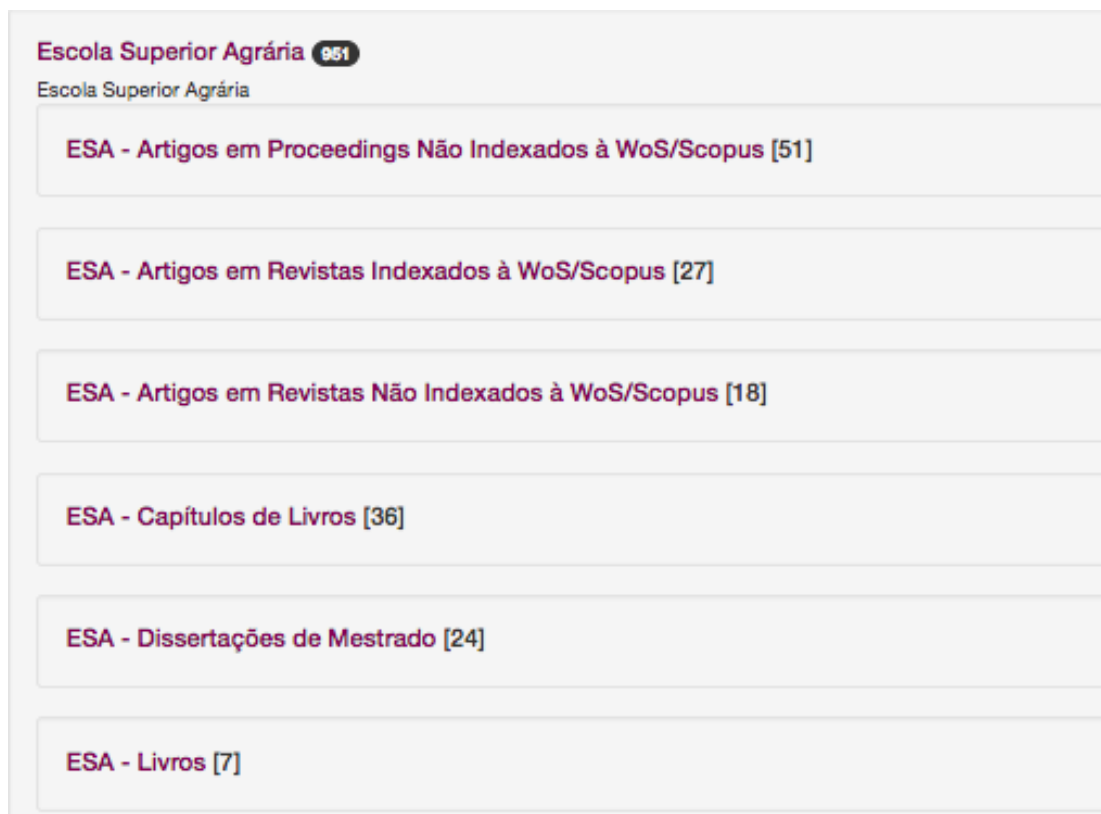 Escola Superior Agrária 951
Escola Superior Agrária
ESA - Artigos em Proceedings Não Indexados à WoS/Scopus [51]
ESA - Artigos em Revistas Indexados à WoS/Scopus [27]
ESA - Artigos em Revistas Não Indexados à WoS/Scopus [18]
ESA - Capítulos de Livros [36]
ESA - Dissertações de Mestrado [24]
ESA - Livros [7]